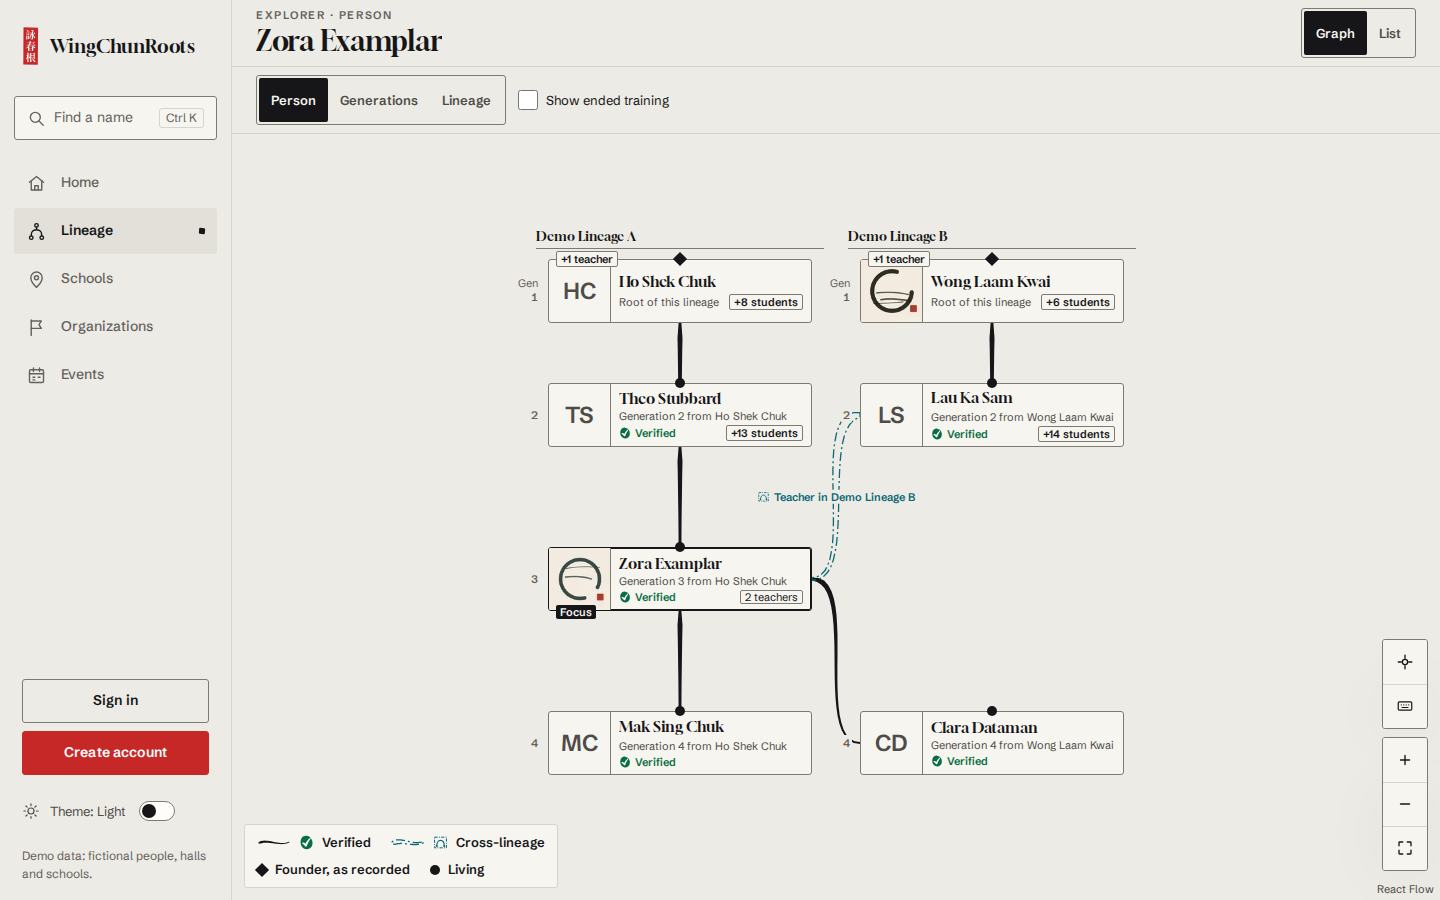 詠春根
WingChunRoots
Find a name
Ctrl K
Home
Lineage
Schools
Organizations
Events
Sign in
Create account
Theme: Light
Demo data: fictional people, halls
and schools.
EXPLORER · PERSON
Zora Examplar
Graph
List
Person
Generations
Lineage
Show ended training
Demo Lineage A
+1 teacher
Gen
1
HC
Ho Shek Chuk
Root of this lineage
+8 students
Demo Lineage B
+1 teacher
Gen
1
Wong Laam Kwai
Root of this lineage
+6 students
2
TS
Theo Stubbard
Generation 2 from Ho Shek Chuk
Verified
+13 students
2
LS
Lau Ka Sam
Generation 2 from Wong Laam Kwai
Verified
+14 students
Teacher in Demo Lineage B
3
Zora Examplar
Generation 3 from Ho Shek Chuk
Verified
2 teachers
Focus
4
MC
Mak Sing Chuk
Generation 4 from Ho Shek Chuk
Verified
4
CD
Clara Dataman
Generation 4 from Wong Laam Kwai
Verified
Verified
Cross-lineage
Founder, as recorded
Living
React Flow